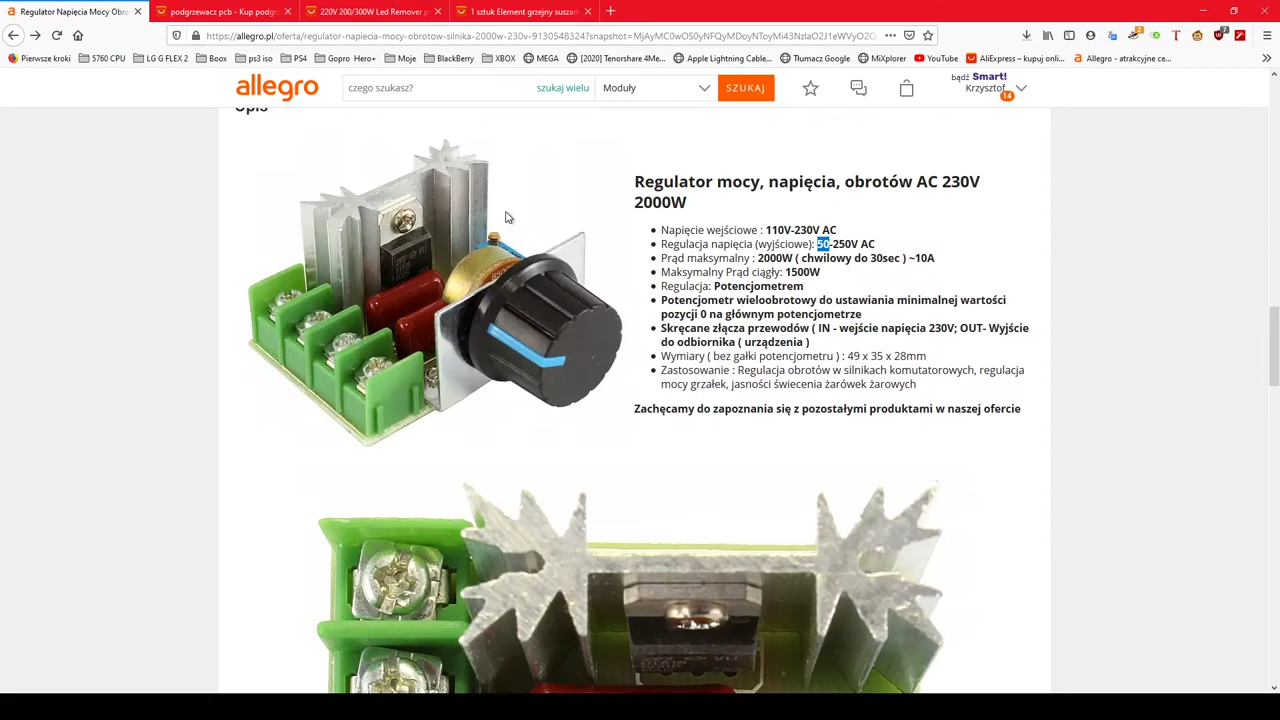 Regulator Napięcia Mocy Obro
podgrzewacz pcb - Kup podgr
220V 200/300W Led Remover p
1 sztuk Element grzejny suszark
https://allegro.pl/oferta/regulator-napiecia-mocy-obrotow-silnika-2000w-230v-9130548324?snapshot=MjAyMC0wOS0yNFQyMDoyNToyMi43NzlaO2J1eWVyO2Q
Pierwsze kroki 5760 CPU LG G FLEX 2 Boox ps3 iso PS4 Gopro Hero+ Moje BlackBerry XBOX MEGA [2020] Tenorshare 4Me... Apple Lightning Cable... Tłumacz Google MiXplorer YouTube AliExpress – kupuj onli... Allegro - atrakcyjne ce...
allegro
czego szukasz?
szukaj wielu
Moduły
SZUKAJ
bądź Smart!
Krzysztof
14
Opis
Regulator mocy, napięcia, obrotów AC 230V
2000W
Napięcie wejściowe : 110V-230V AC
Regulacja napięcia (wyjściowe): 50-250V AC
Prąd maksymalny : 2000W ( chwilowy do 30sec ) ~10A
Maksymalny Prąd ciągły: 1500W
Regulacja: Potencjometrem
Potencjometr wieloobrotowy do ustawiania minimalnej wartości
pozycji 0 na głównym potencjometrze
Skręcane złącza przewodów ( IN - wejście napięcia 230V; OUT- Wyjście
do odbiornika ( urządzenia )
Wymiary ( bez gałki potencjometru ) : 49 x 35 x 28mm
Zastosowanie : Regulacja obrotów w silnikach komutatorowych, regulacja
mocy grzałek, jasności świecenia żarówek żarowych
Zachęcamy do zapoznania się z pozostałymi produktami w naszej ofercie